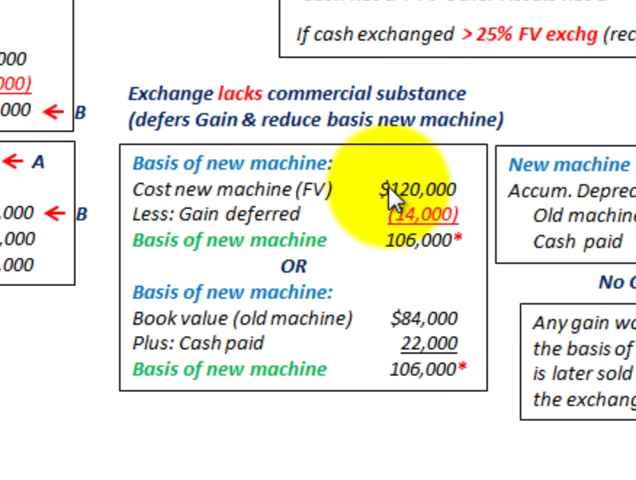 If cash exchanged > 25% FV exchg (rec
000
000)
,000 ← B
Exchange lacks commercial substance
(defers Gain & reduce basis new machine)
← A
,000 ← B
,000
,000
Basis of new machine:
Cost new machine (FV) $120,000
Less: Gain deferred (14,000)
Basis of new machine 106,000*
OR
Basis of new machine:
Book value (old machine) $84,000
Plus: Cash paid 22,000
Basis of new machine 106,000*
New machine
Accum. Deprec
Old machine
Cash paid
No
Any gain wo
the basis of
is later sold
the exchang